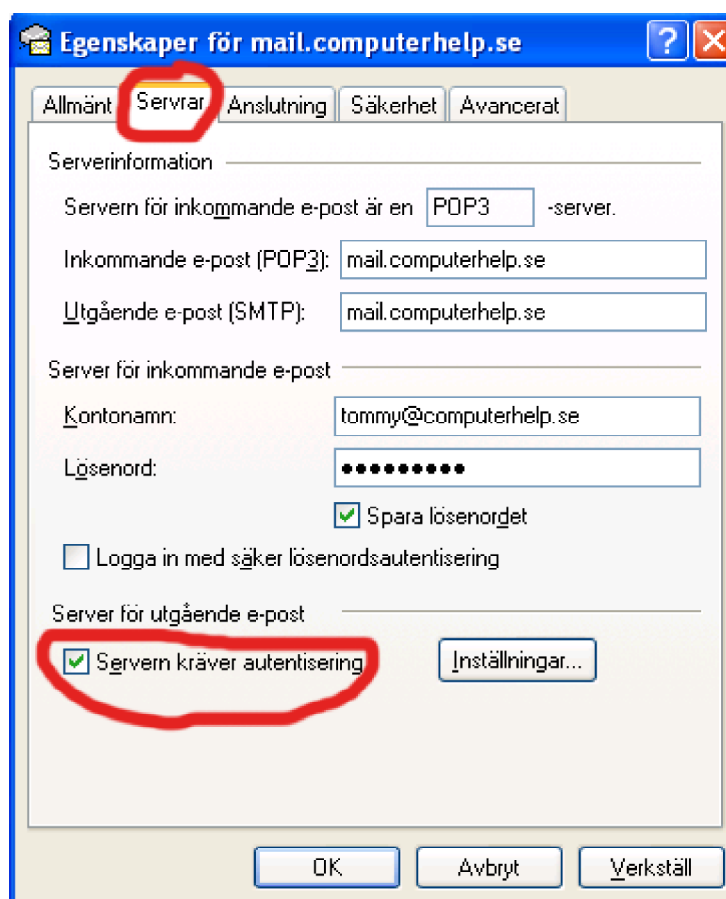 Egenskaper för mail.computerhelp.se ?
Allmänt Servrar Anslutning Säkerhet Avancerat
Serverinformation
Servern för inkommande e-post är en POP3 -server.
Inkommande e-post (POP3): mail.computerhelp.se
Utgående e-post (SMTP): mail.computerhelp.se
Server för inkommande e-post
Kontonamn: tommy@computerhelp.se
Lösenord: •••••••••
Spara lösenordet
Logga in med säker lösenordsautentisering
Server för utgående e-post
Servern kräver autentisering Inställningar...
OK Avbryt Verkställ